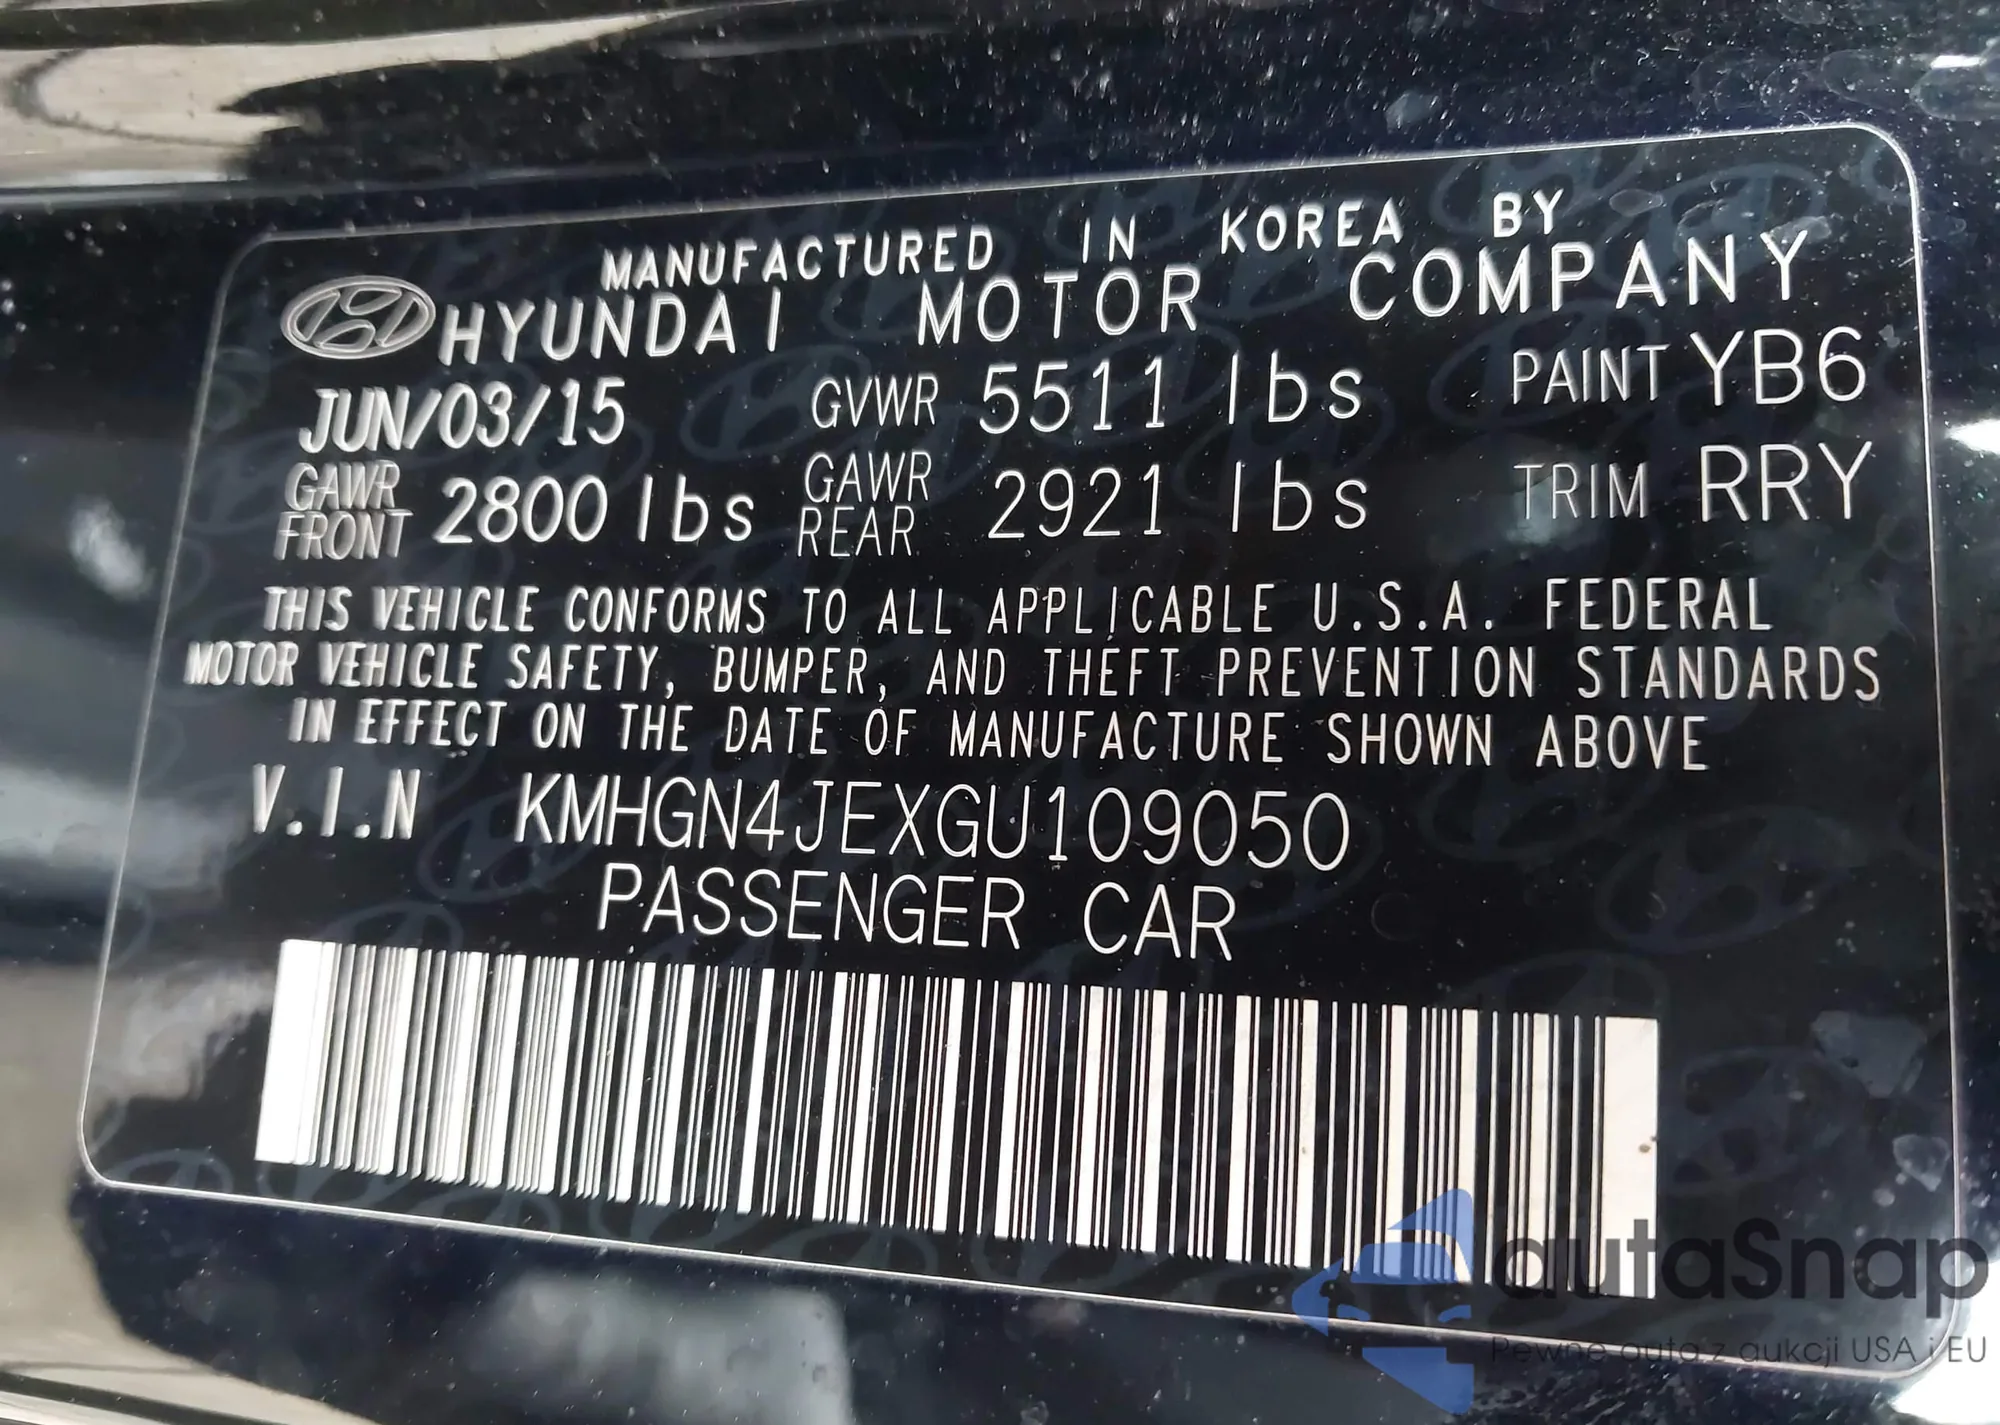 MANUFACTURED IN KOREA BY
HYUNDAI MOTOR COMPANY
JUN/03/15 GVWR 5511 lbs PAINT YB6
GAWR FRONT 2800 lbs GAWR REAR 2921 lbs TRIM RRY
THIS VEHICLE CONFORMS TO ALL APPLICABLE U.S.A. FEDERAL
MOTOR VEHICLE SAFETY, BUMPER, AND THEFT PREVENTION STANDARDS
IN EFFECT ON THE DATE OF MANUFACTURE SHOWN ABOVE
V.I.N KMHGN4JEXGU109050
PASSENGER CAR
autaSnap
Pewne auta z aukcji USA i EU